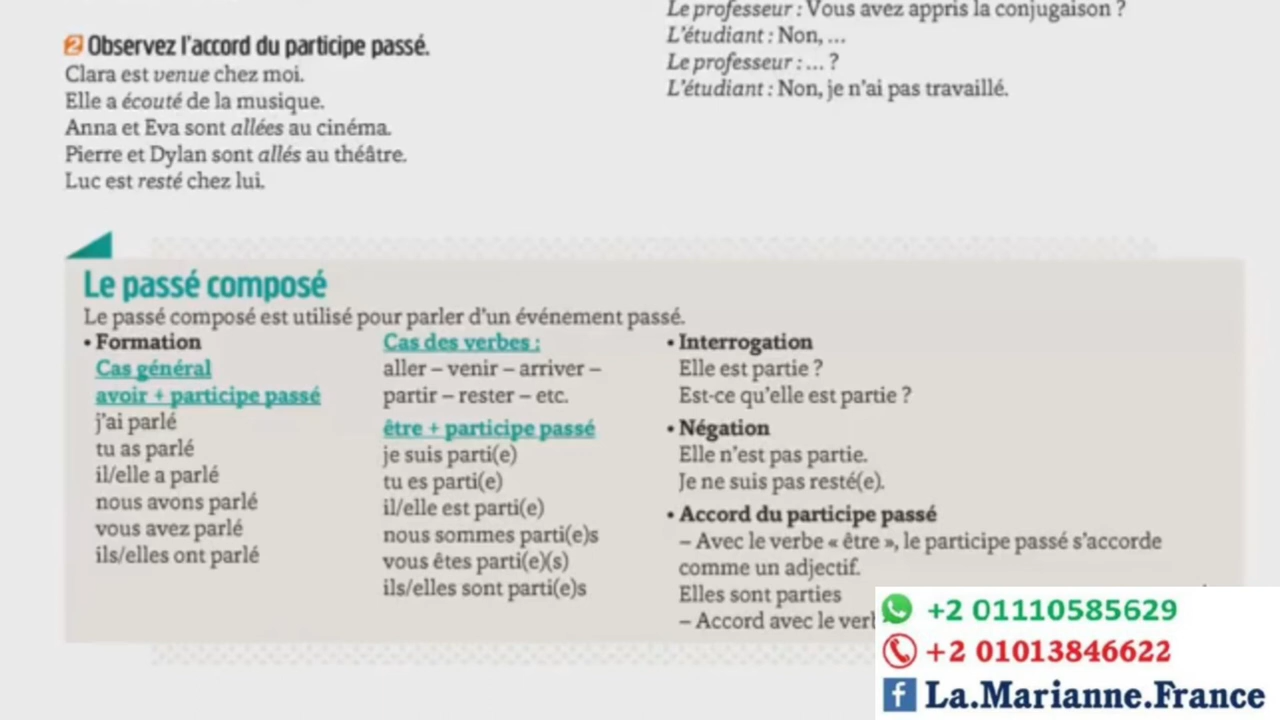 2 Observez l'accord du participe passé.
Clara est venue chez moi.
Elle a écouté de la musique.
Anna et Eva sont allées au cinéma.
Pierre et Dylan sont allés au théâtre.
Luc est resté chez lui.
Le professeur : Vous avez appris la conjugaison ?
L'étudiant : Non, ...
Le professeur : ... ?
L'étudiant : Non, je n'ai pas travaillé.
Le passé composé
Le passé composé est utilisé pour parler d'un événement passé.
• Formation
Cas général
avoir + participe passé
j'ai parlé
tu as parlé
il/elle a parlé
nous avons parlé
vous avez parlé
ils/elles ont parlé
Cas des verbes :
aller – venir – arriver –
partir – rester – etc.
être + participe passé
je suis parti(e)
tu es parti(e)
il/elle est parti(e)
nous sommes parti(e)s
vous êtes parti(e)(s)
ils/elles sont parti(e)s
• Interrogation
Elle est partie ?
Est-ce qu'elle est partie ?
• Négation
Elle n'est pas partie.
Je ne suis pas resté(e).
• Accord du participe passé
– Avec le verbe « être », le participe passé s'accorde
comme un adjectif.
Elles sont parties
– Accord avec le
+2 01110585629
+2 01013846622
La.Marianne.France